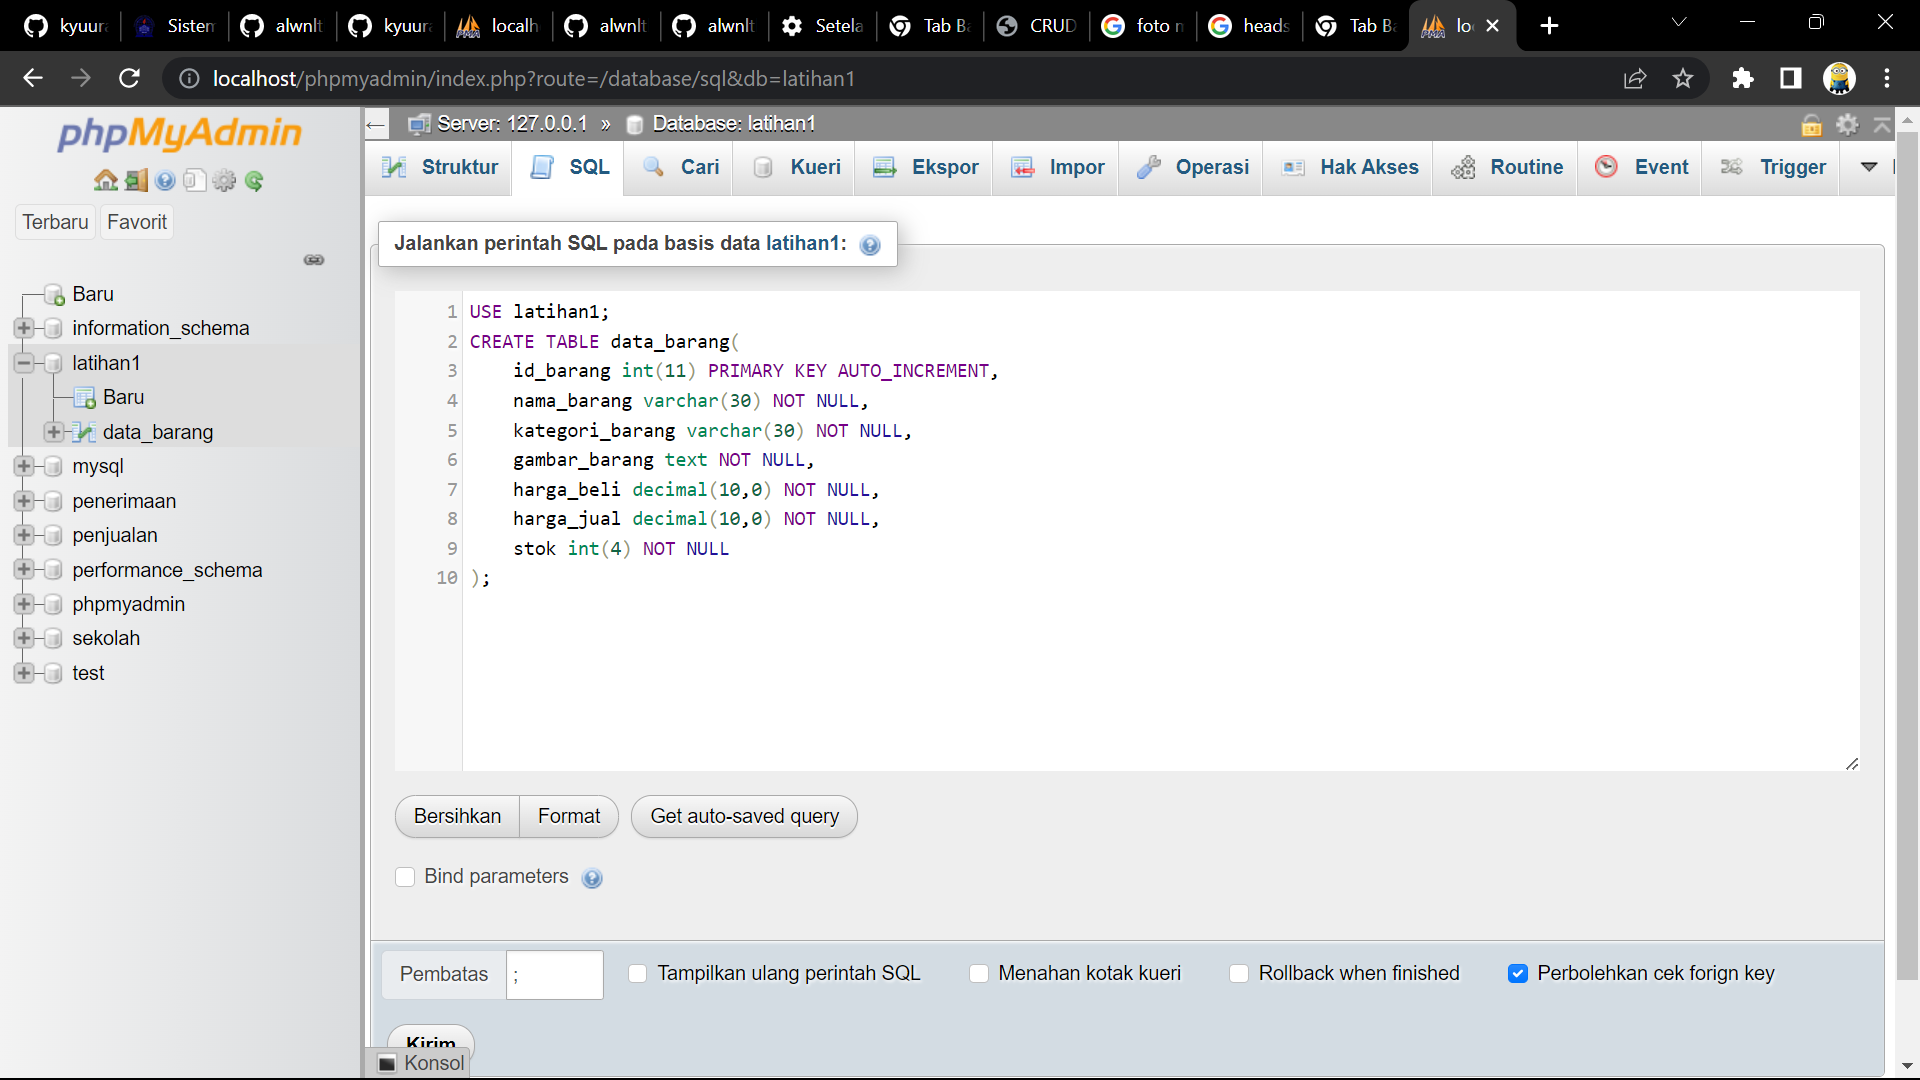 kyuur
Sistem
alwnlt
kyuur
localh
alwnlt
alwnlt
Setela
Tab Ba
CRUD
foto n
heads
Tab Ba
lo
localhost/phpmyadmin/index.php?route=/database/sql&db=latihan1
phpMyAdmin
Terbaru
Favorit
Baru
information_schema
latihan1
Baru
data_barang
mysql
penerimaan
penjualan
performance_schema
phpmyadmin
sekolah
test
Server: 127.0.0.1 » Database: latihan1
Struktur
SQL
Cari
Kueri
Ekspor
Impor
Operasi
Hak Akses
Routine
Event
Trigger
Jalankan perintah SQL pada basis data latihan1:
1 USE latihan1;
2 CREATE TABLE data_barang(
3 id_barang int(11) PRIMARY KEY AUTO_INCREMENT,
4 nama_barang varchar(30) NOT NULL,
5 kategori_barang varchar(30) NOT NULL,
6 gambar_barang text NOT NULL,
7 harga_beli decimal(10,0) NOT NULL,
8 harga_jual decimal(10,0) NOT NULL,
9 stok int(4) NOT NULL
10 );
Bersihkan
Format
Get auto-saved query
Bind parameters
Pembatas ;
Tampilkan ulang perintah SQL
Menahan kotak kueri
Rollback when finished
Perbolehkan cek forign key
Kirim
Konsol